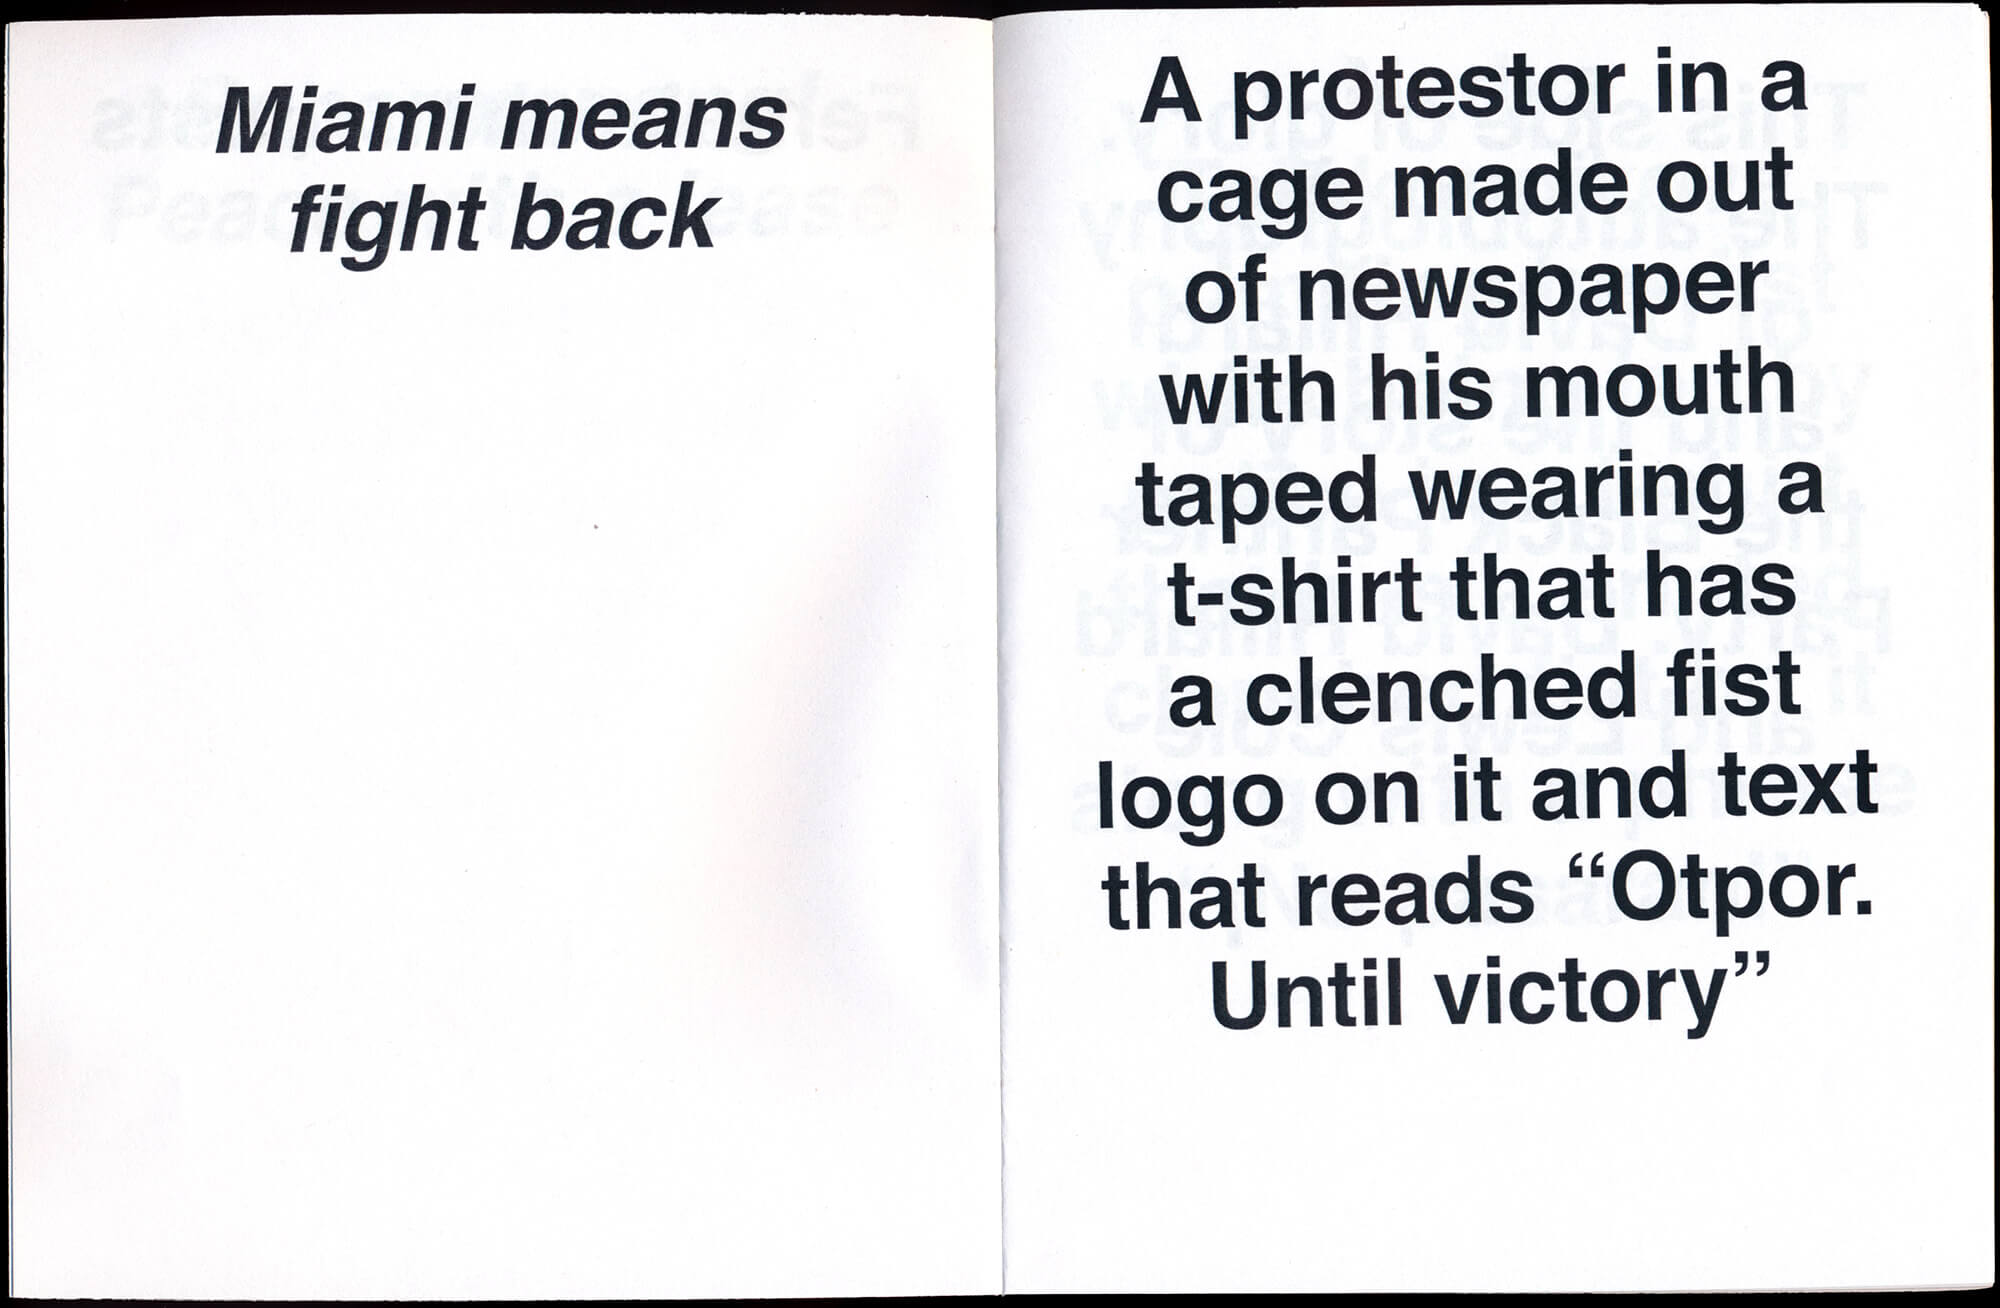 Miami means
fight back
A protestor in a
cage made out
of newspaper
with his mouth
taped wearing a
t-shirt that has
a clenched fist
logo on it and text
that reads “Otpor.
Until victory”